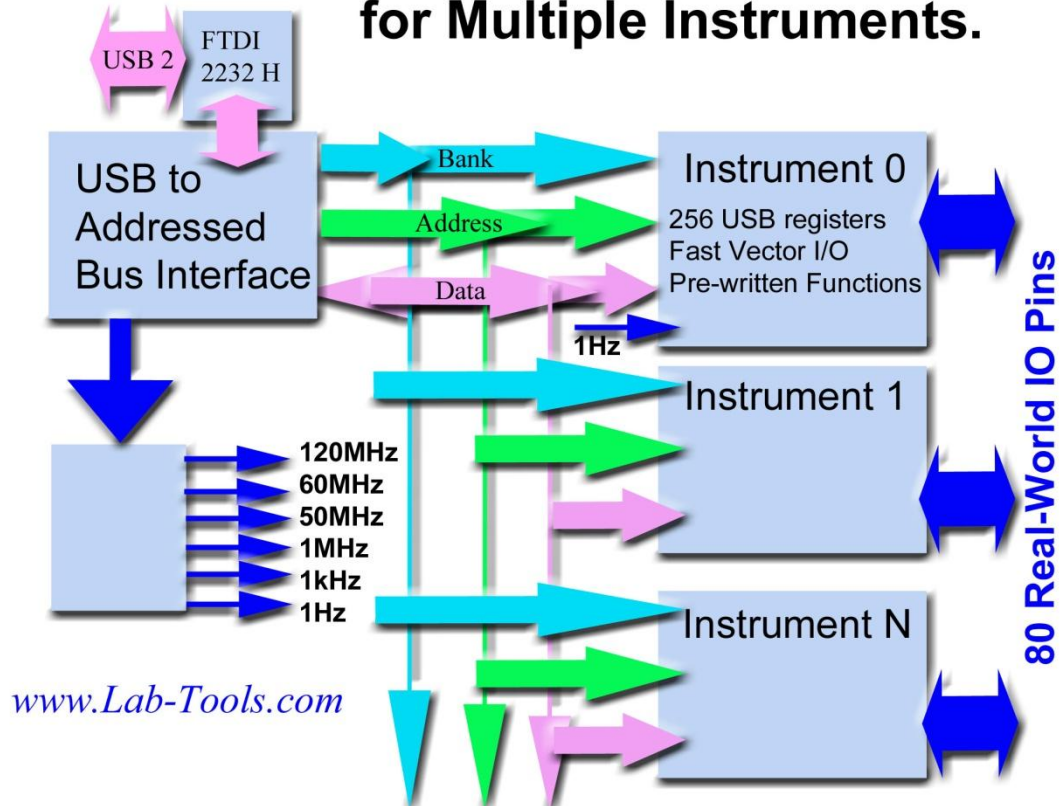 for Multiple Instruments.
USB 2
FTDI
2232 H
USB to
Addressed
Bus Interface
Bank
Address
Data
1Hz
Instrument 0
256 USB registers
Fast Vector I/O
Pre-written Functions
Instrument 1
120MHz
60MHz
50MHz
1MHz
1kHz
1Hz
Instrument N
80 Real-World IO Pins
www.Lab-Tools.com